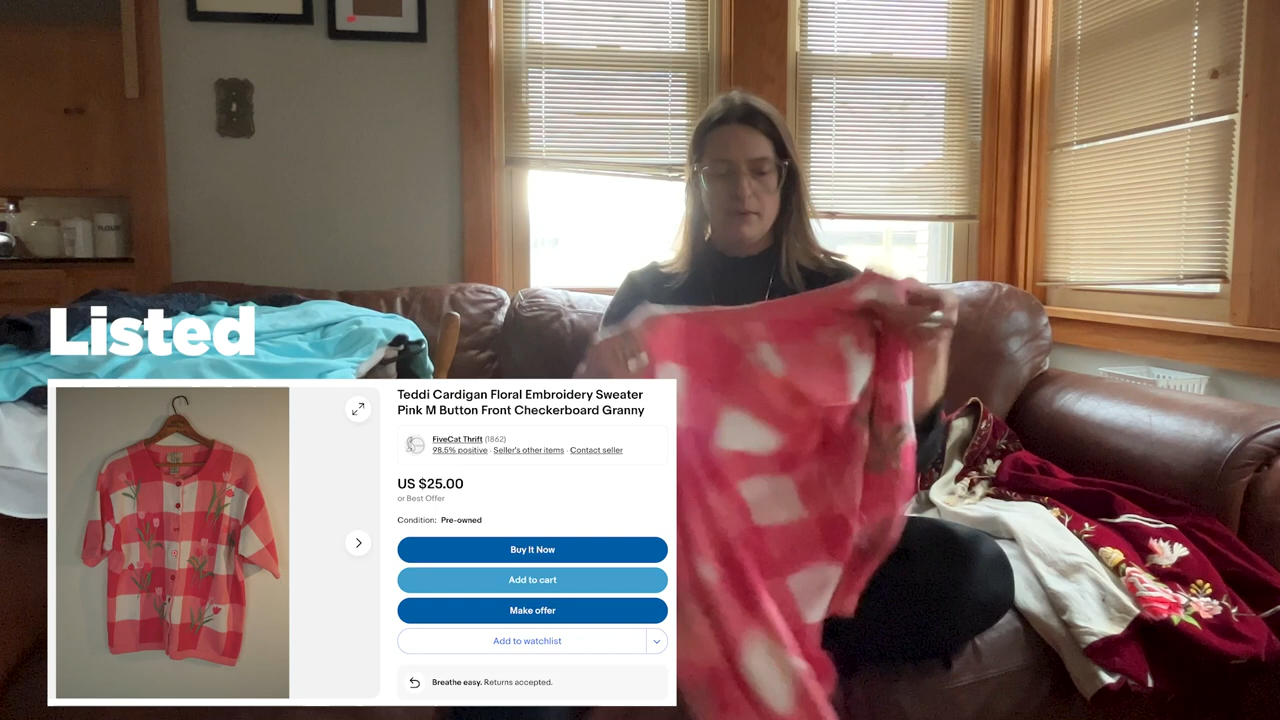 FLOUR
Listed
Teddi Cardigan Floral Embroidery Sweater
Pink M Button Front Checkerboard Granny
FiveCat Thrift (1862)
98.5% positive · Seller's other items · Contact seller
US $25.00
or Best Offer
Condition: Pre-owned
Buy It Now
Add to cart
Make offer
Add to watchlist
Breathe easy. Returns accepted.